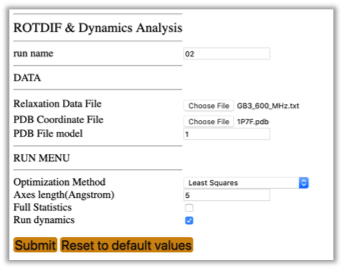 ROTDIF & Dynamics Analysis
run name 02
DATA
Relaxation Data File Choose File GB3_600_MHz.txt
PDB Coordinate File Choose File 1P7F.pdb
PDB File model 1
RUN MENU
Optimization Method Least Squares
Axes length(Angstrom) 5
Full Statistics
Run dynamics
Submit Reset to default values